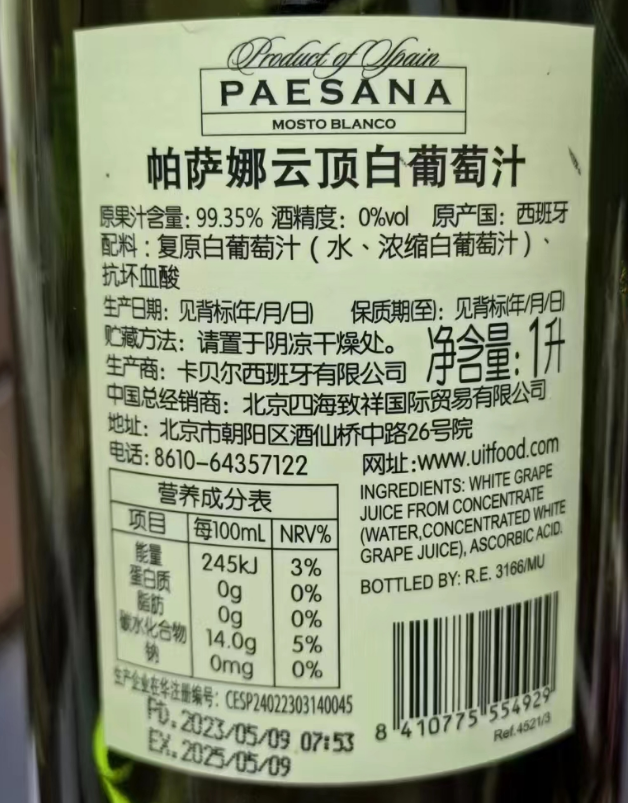 Product of Spain
PAESANA
MOSTO BLANCO
帕萨娜云顶白葡萄汁
原果汁含量: 99.35% 酒精度: 0%vol 原产国: 西班牙
配料: 复原白葡萄汁(水、浓缩白葡萄汁)、
抗坏血酸
生产日期: 见背标(年/月/日) 保质期(至): 见背标(年/月/日)
贮藏方法: 请置于阴凉干燥处。
净含量: 1升
生产商: 卡贝尔西班牙有限公司
中国总经销商: 北京四海致祥国际贸易有限公司
地址: 北京市朝阳区酒仙桥中路26号院
电话: 8610-64357122 网址:www.uitfood.com
营养成分表
项目 每100mL NRV%
能量 245kJ 3%
蛋白质 0g 0%
脂肪 0g 0%
碳水化合物 14.0g 5%
钠 0mg 0%
INGREDIENTS: WHITE GRAPE
JUICE FROM CONCENTRATE
(WATER,CONCENTRATED WHITE
GRAPE JUICE), ASCORBIC ACID.
BOTTLED BY: R.E. 3166/MU
生产企业在华注册编号: CESP24022303140045
PD. 2023/05/09 07:53
EX. 2025/05/09
8 410775 554929
Ref.4521/3